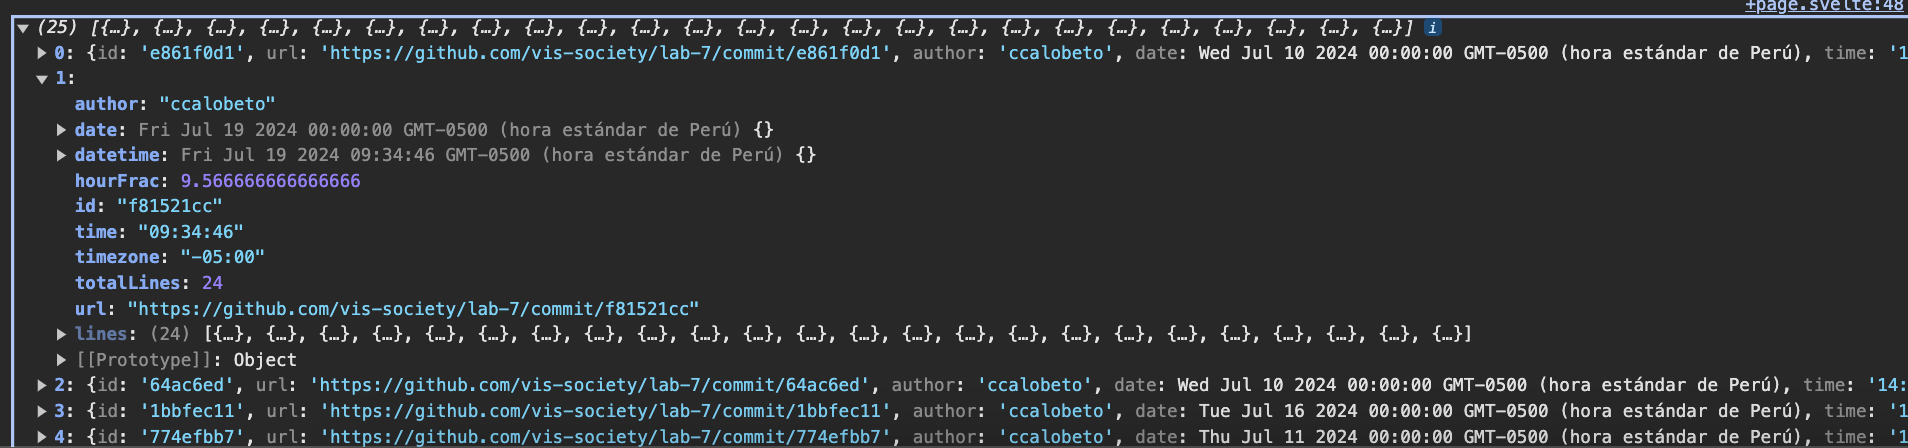 +page.svelte:48
▼ (25) [{…}, {…}, {…}, {…}, {…}, {…}, {…}, {…}, {…}, {…}, {…}, {…}, {…}, {…}, {…}, {…}, {…}, {…}, {…}, {…}, {…}, {…}, {…}, {…}, {…}] i
▶ 0: {id: 'e861f0d1', url: 'https://github.com/vis-society/lab-7/commit/e861f0d1', author: 'ccalobeto', date: Wed Jul 10 2024 00:00:00 GMT-0500 (hora estándar de Perú), time: '1
▼ 1:
author: "ccalobeto"
▶ date: Fri Jul 19 2024 00:00:00 GMT-0500 (hora estándar de Perú) {}
▶ datetime: Fri Jul 19 2024 09:34:46 GMT-0500 (hora estándar de Perú) {}
hourFrac: 9.566666666666666
id: "f81521cc"
time: "09:34:46"
timezone: "-05:00"
totalLines: 24
url: "https://github.com/vis-society/lab-7/commit/f81521cc"
▶ lines: (24) [{…}, {…}, {…}, {…}, {…}, {…}, {…}, {…}, {…}, {…}, {…}, {…}, {…}, {…}, {…}, {…}, {…}, {…}, {…}, {…}, {…}, {…}, {…}, {…}]
▶ [[Prototype]]: Object
▶ 2: {id: '64ac6ed', url: 'https://github.com/vis-society/lab-7/commit/64ac6ed', author: 'ccalobeto', date: Wed Jul 10 2024 00:00:00 GMT-0500 (hora estándar de Perú), time: '14:
▶ 3: {id: '1bbfec11', url: 'https://github.com/vis-society/lab-7/commit/1bbfec11', author: 'ccalobeto', date: Tue Jul 16 2024 00:00:00 GMT-0500 (hora estándar de Perú), time: '1
▶ 4: {id: '774efbb7', url: 'https://github.com/vis-society/lab-7/commit/774efbb7', author: 'ccalobeto', date: Thu Jul 11 2024 00:00:00 GMT-0500 (hora estándar de Perú), time: '1